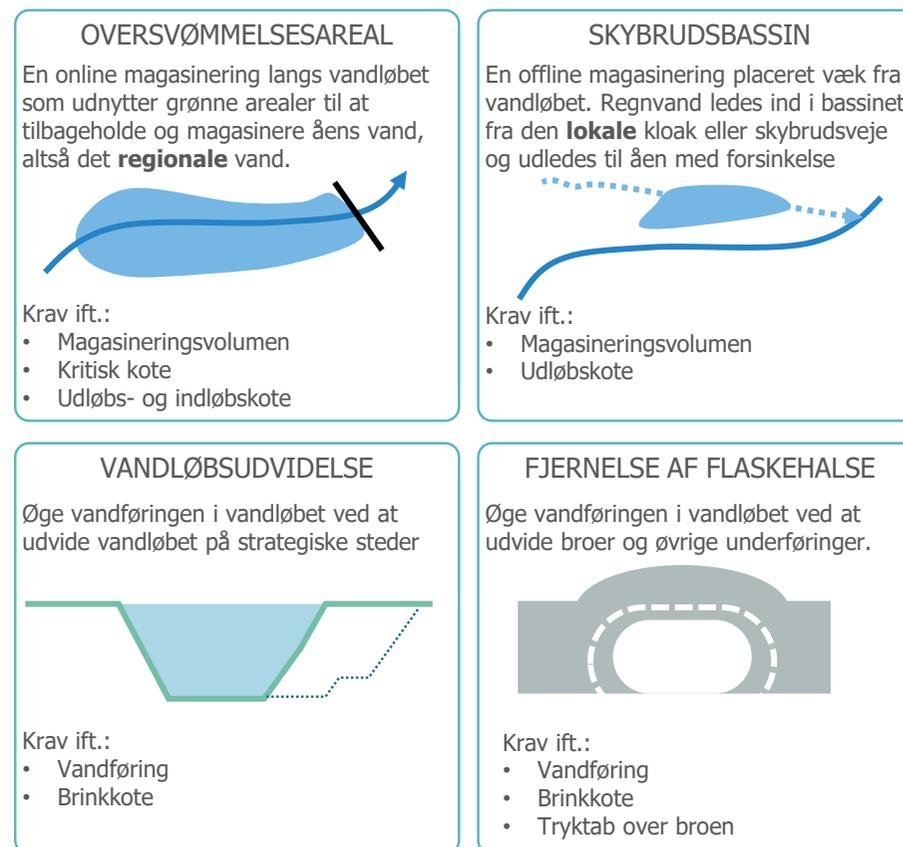 OVERSVØMMELSESAREAL
En online magasinering langs vandløbet
som udnytter grønne arealer til at
tilbageholde og magasinere åens vand,
altså det regionale vand.
Krav ift.:
• Magasineringsvolumen
• Kritisk kote
• Udløbs- og indløbskote
SKYBRUDSBASSIN
En offline magasinering placeret væk fra
vandløbet. Regnvand ledes ind i bassinet
fra den lokale kloak eller skybrudsveje
og udledes til åen med forsinkelse
Krav ift.:
• Magasineringsvolumen
• Udløbskote
VANDLØBSUDVIDELSE
Øge vandføringen i vandløbet ved at
udvide vandløbet på strategiske steder
Krav ift.:
• Vandføring
• Brinkkote
FJERNELSE AF FLASKEHALSE
Øge vandføringen i vandløbet ved at
udvide broer og øvrige underføringer.
Krav ift.:
• Vandføring
• Brinkkote
• Tryktab over broen